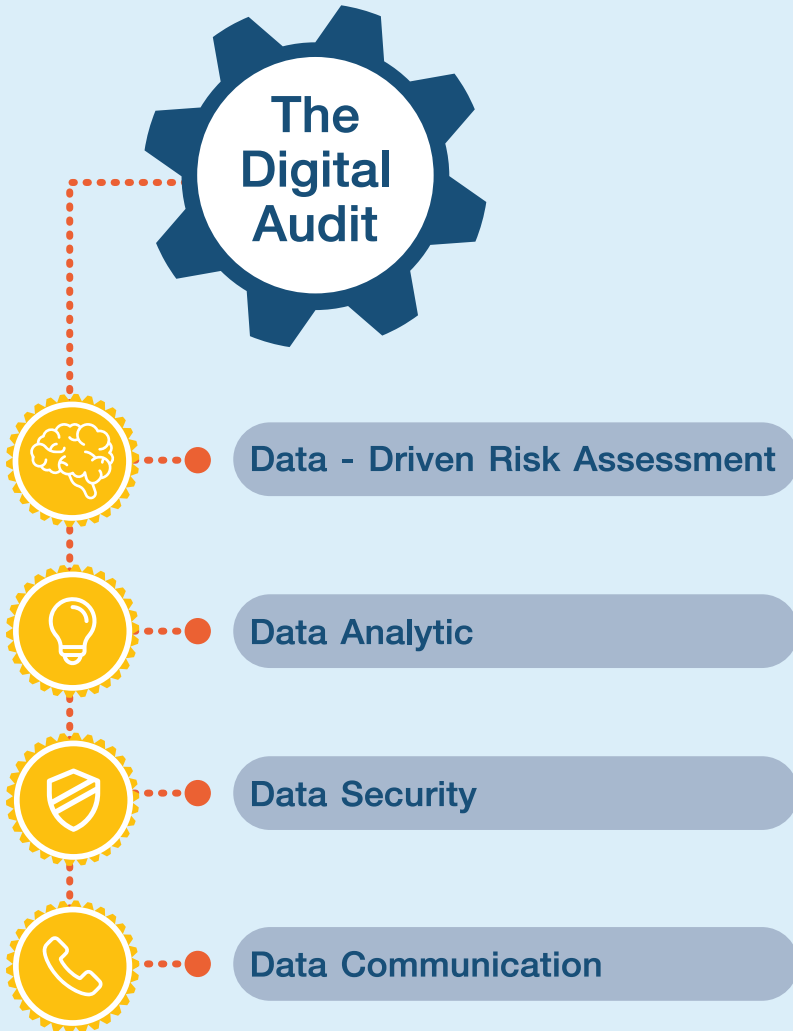 The
Digital
Audit
Data - Driven Risk Assessment
Data Analytic
Data Security
Data Communication